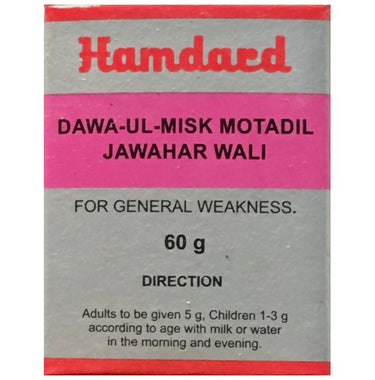 Hamdard
DAWA-UL-MISK MOTADIL
JAWAHAR WALI
FOR GENERAL WEAKNESS.
60 g
DIRECTION
Adults to be given 5 g, Children 1-3 g
according to age with milk or water
in the morning and evening.